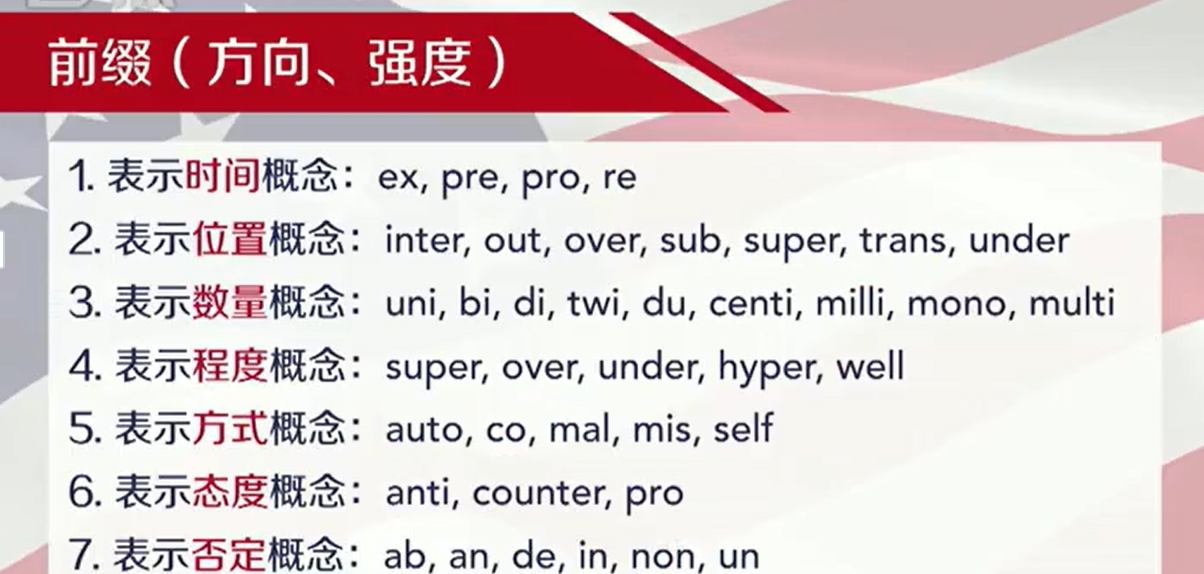 前缀（方向、强度）
1. 表示时间概念：ex, pre, pro, re
2. 表示位置概念：inter, out, over, sub, super, trans, under
3. 表示数量概念：uni, bi, di, twi, du, centi, milli, mono, multi
4. 表示程度概念：super, over, under, hyper, well
5. 表示方式概念：auto, co, mal, mis, self
6. 表示态度概念：anti, counter, pro
7. 表示否定概念：ab, an, de, in, non, un